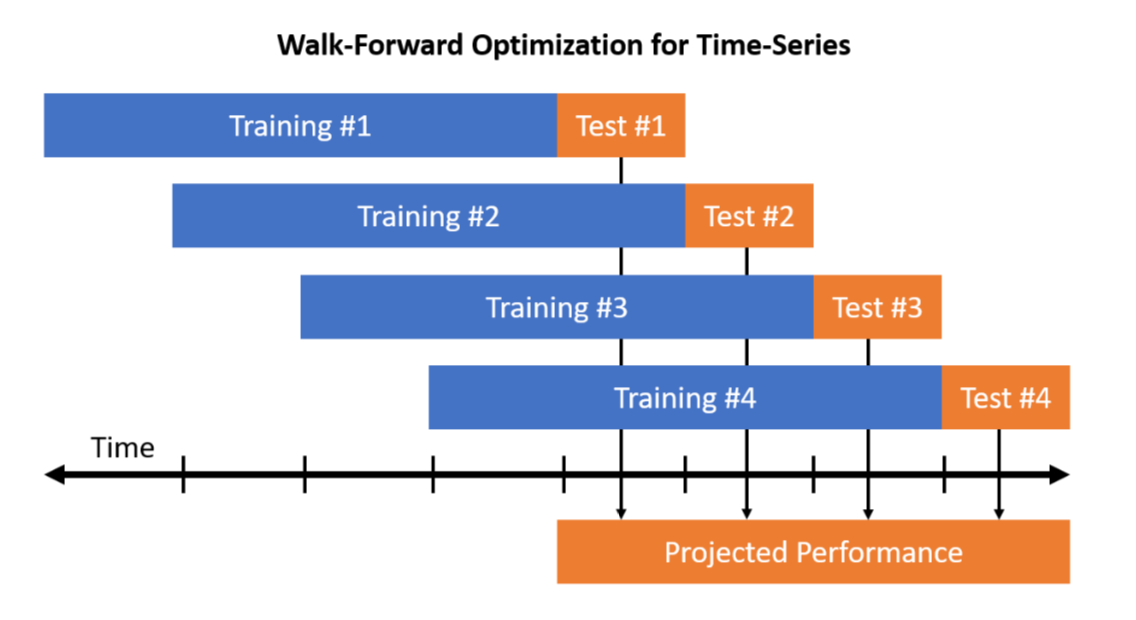 Walk-Forward Optimization for Time-Series
Training #1
Test #1
Training #2
Test #2
Training #3
Test #3
Training #4
Test #4
Time
Projected Performance